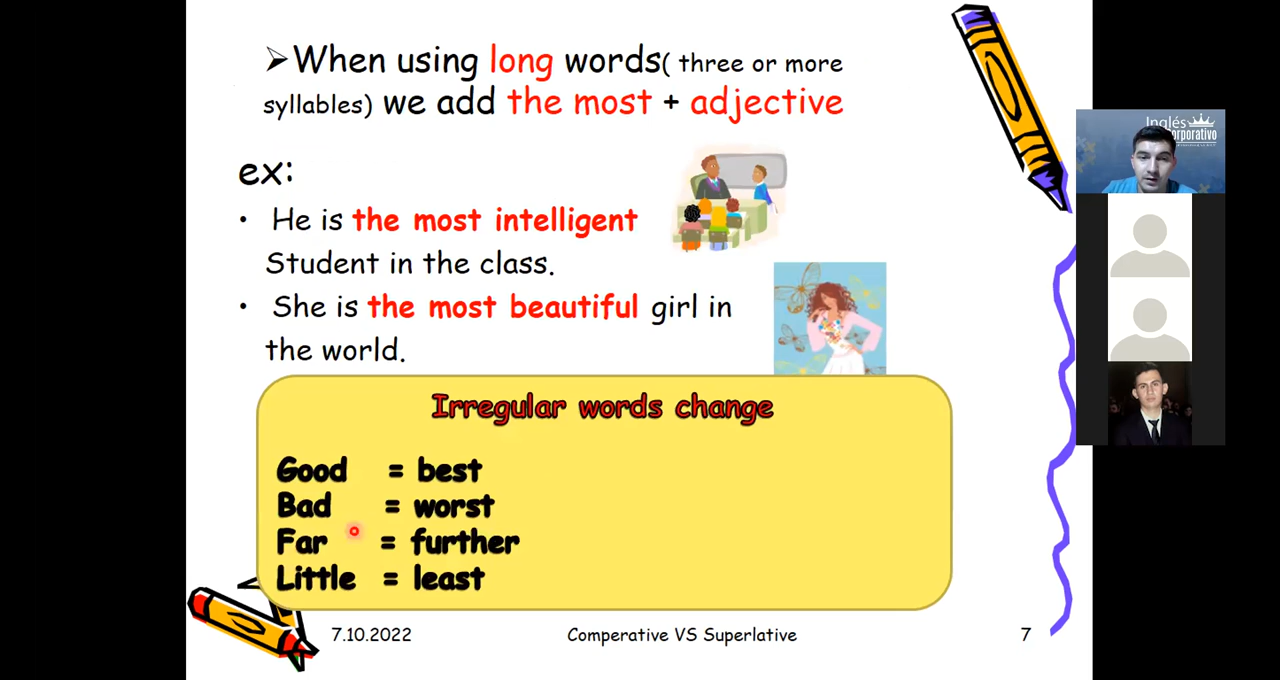 ➢When using long words( three or more
syllables) we add the most + adjective
ex:
• He is the most intelligent
Student in the class.
• She is the most beautiful girl in
the world.
Irregular words change
Good = best
Bad = worst
Far = further
Little = least
7.10.2022
Comperative VS Superlative
7
Inglés